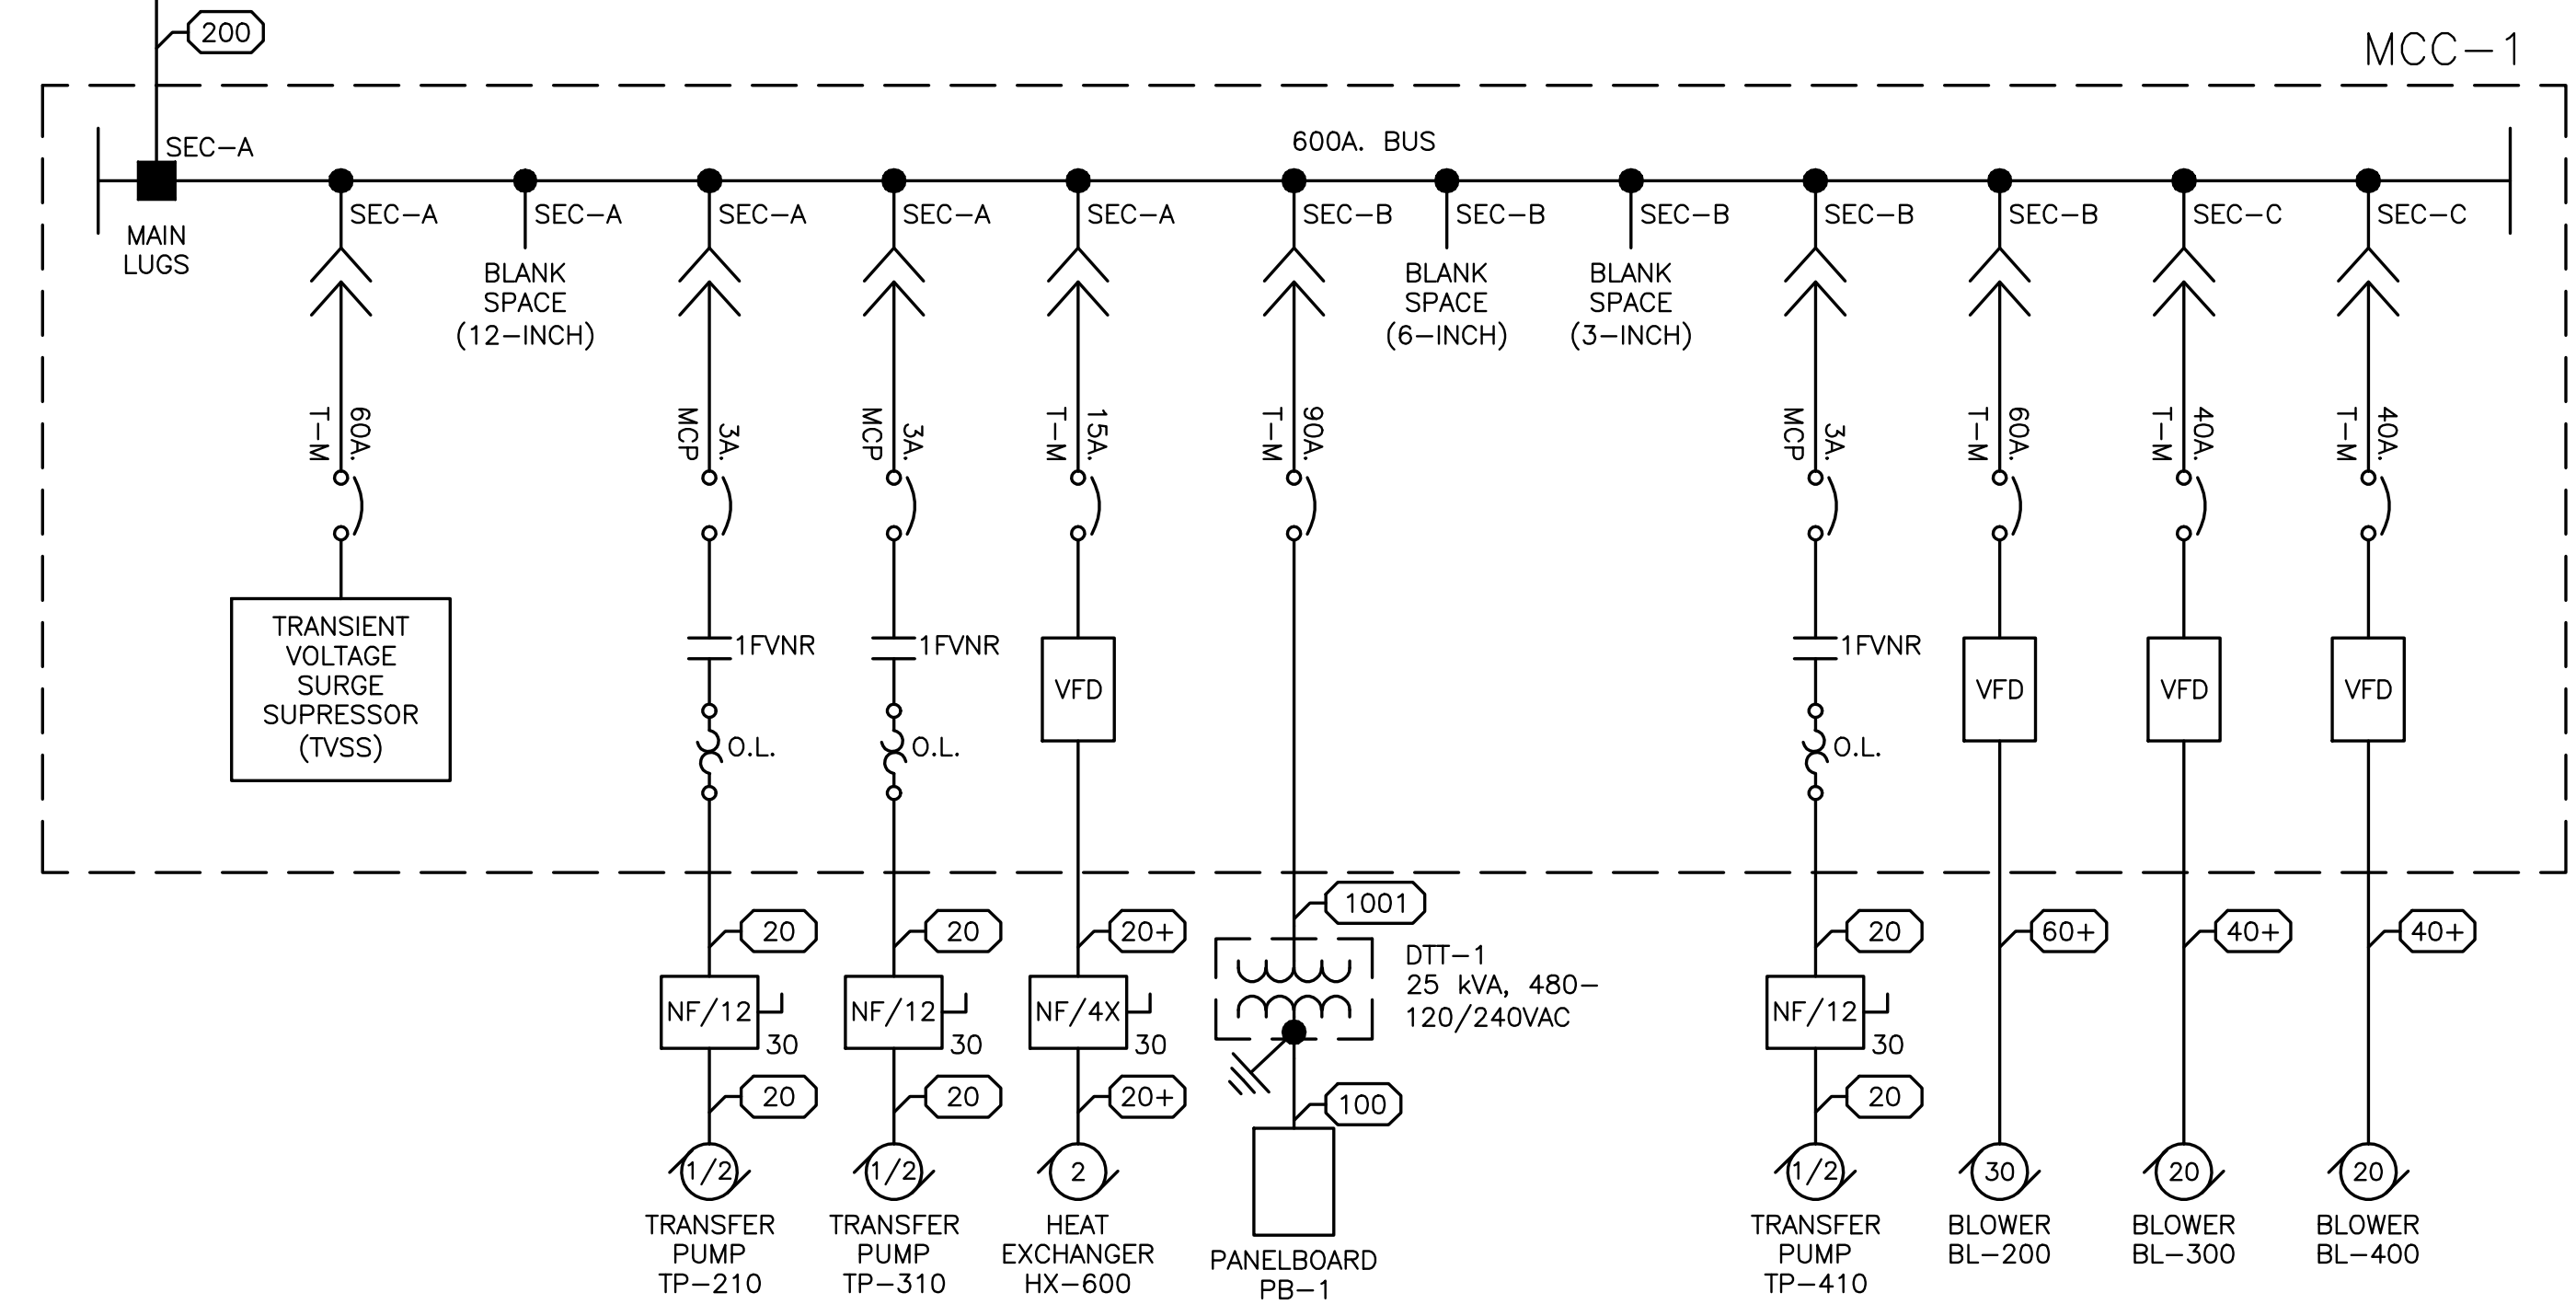 200
MCC-1
SEC-A
600A. BUS
MAIN
LUGS
SEC-A
SEC-A
SEC-A
SEC-A
SEC-A
SEC-B
SEC-B
SEC-B
SEC-B
SEC-B
SEC-C
SEC-C
BLANK
SPACE
(12-INCH)
BLANK
SPACE
(6-INCH)
BLANK
SPACE
(3-INCH)
60A.
T-M
3A.
MCP
3A.
MCP
15A.
T-M
90A.
T-M
3A.
MCP
60A.
T-M
40A.
T-M
40A.
T-M
TRANSIENT
VOLTAGE
SURGE
SUPRESSOR
(TVSS)
1FVNR
O.L.
1FVNR
O.L.
VFD
1FVNR
O.L.
VFD
VFD
VFD
20
20
20+
1001
20
60+
40+
40+
NF/12
30
NF/12
30
NF/4X
30
DTT-1
25 kVA, 480-
120/240VAC
NF/12
30
20
20
20+
100
20
1/2
1/2
2
1/2
30
20
20
TRANSFER
PUMP
TP-210
TRANSFER
PUMP
TP-310
HEAT
EXCHANGER
HX-600
PANELBOARD
PB-1
TRANSFER
PUMP
TP-410
BLOWER
BL-200
BLOWER
BL-300
BLOWER
BL-400